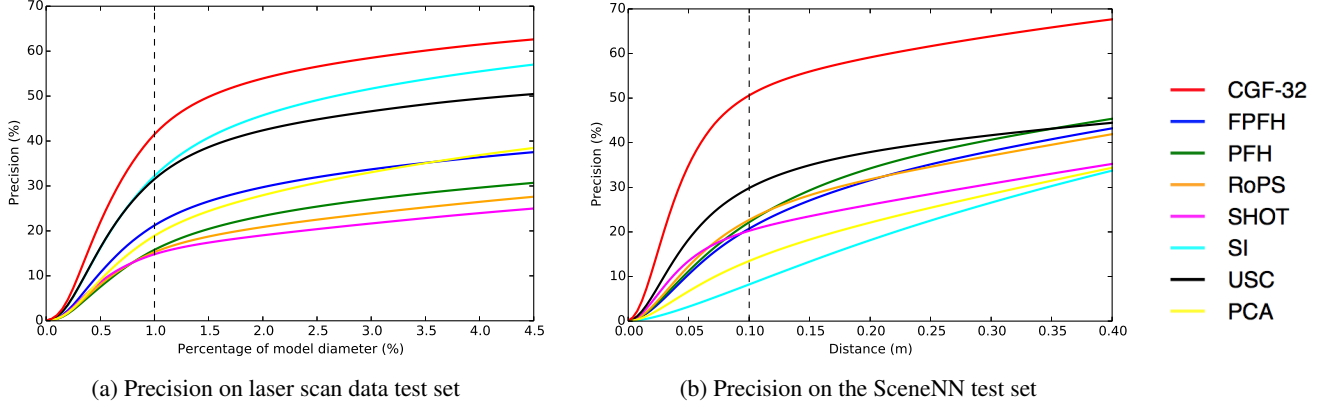 70
60
50
40
30
20
10
0
Precision (%)
0.0 0.5 1.0 1.5 2.0 2.5 3.0 3.5 4.0 4.5
Percentage of model diameter (%)
(a) Precision on laser scan data test set
70
60
50
40
30
20
10
0
Precision (%)
0.00 0.05 0.10 0.15 0.20 0.25 0.30 0.35 0.40
Distance (m)
(b) Precision on the SceneNN test set
CGF-32
FPFH
PFH
RoPS
SHOT
SI
USC
PCA